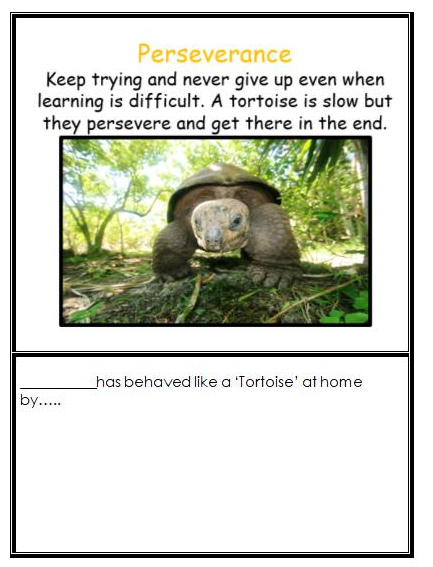 Perseverance
Keep trying and never give up even when
learning is difficult. A tortoise is slow but
they persevere and get there in the end.
__________has behaved like a ‘Tortoise’ at home
by…..